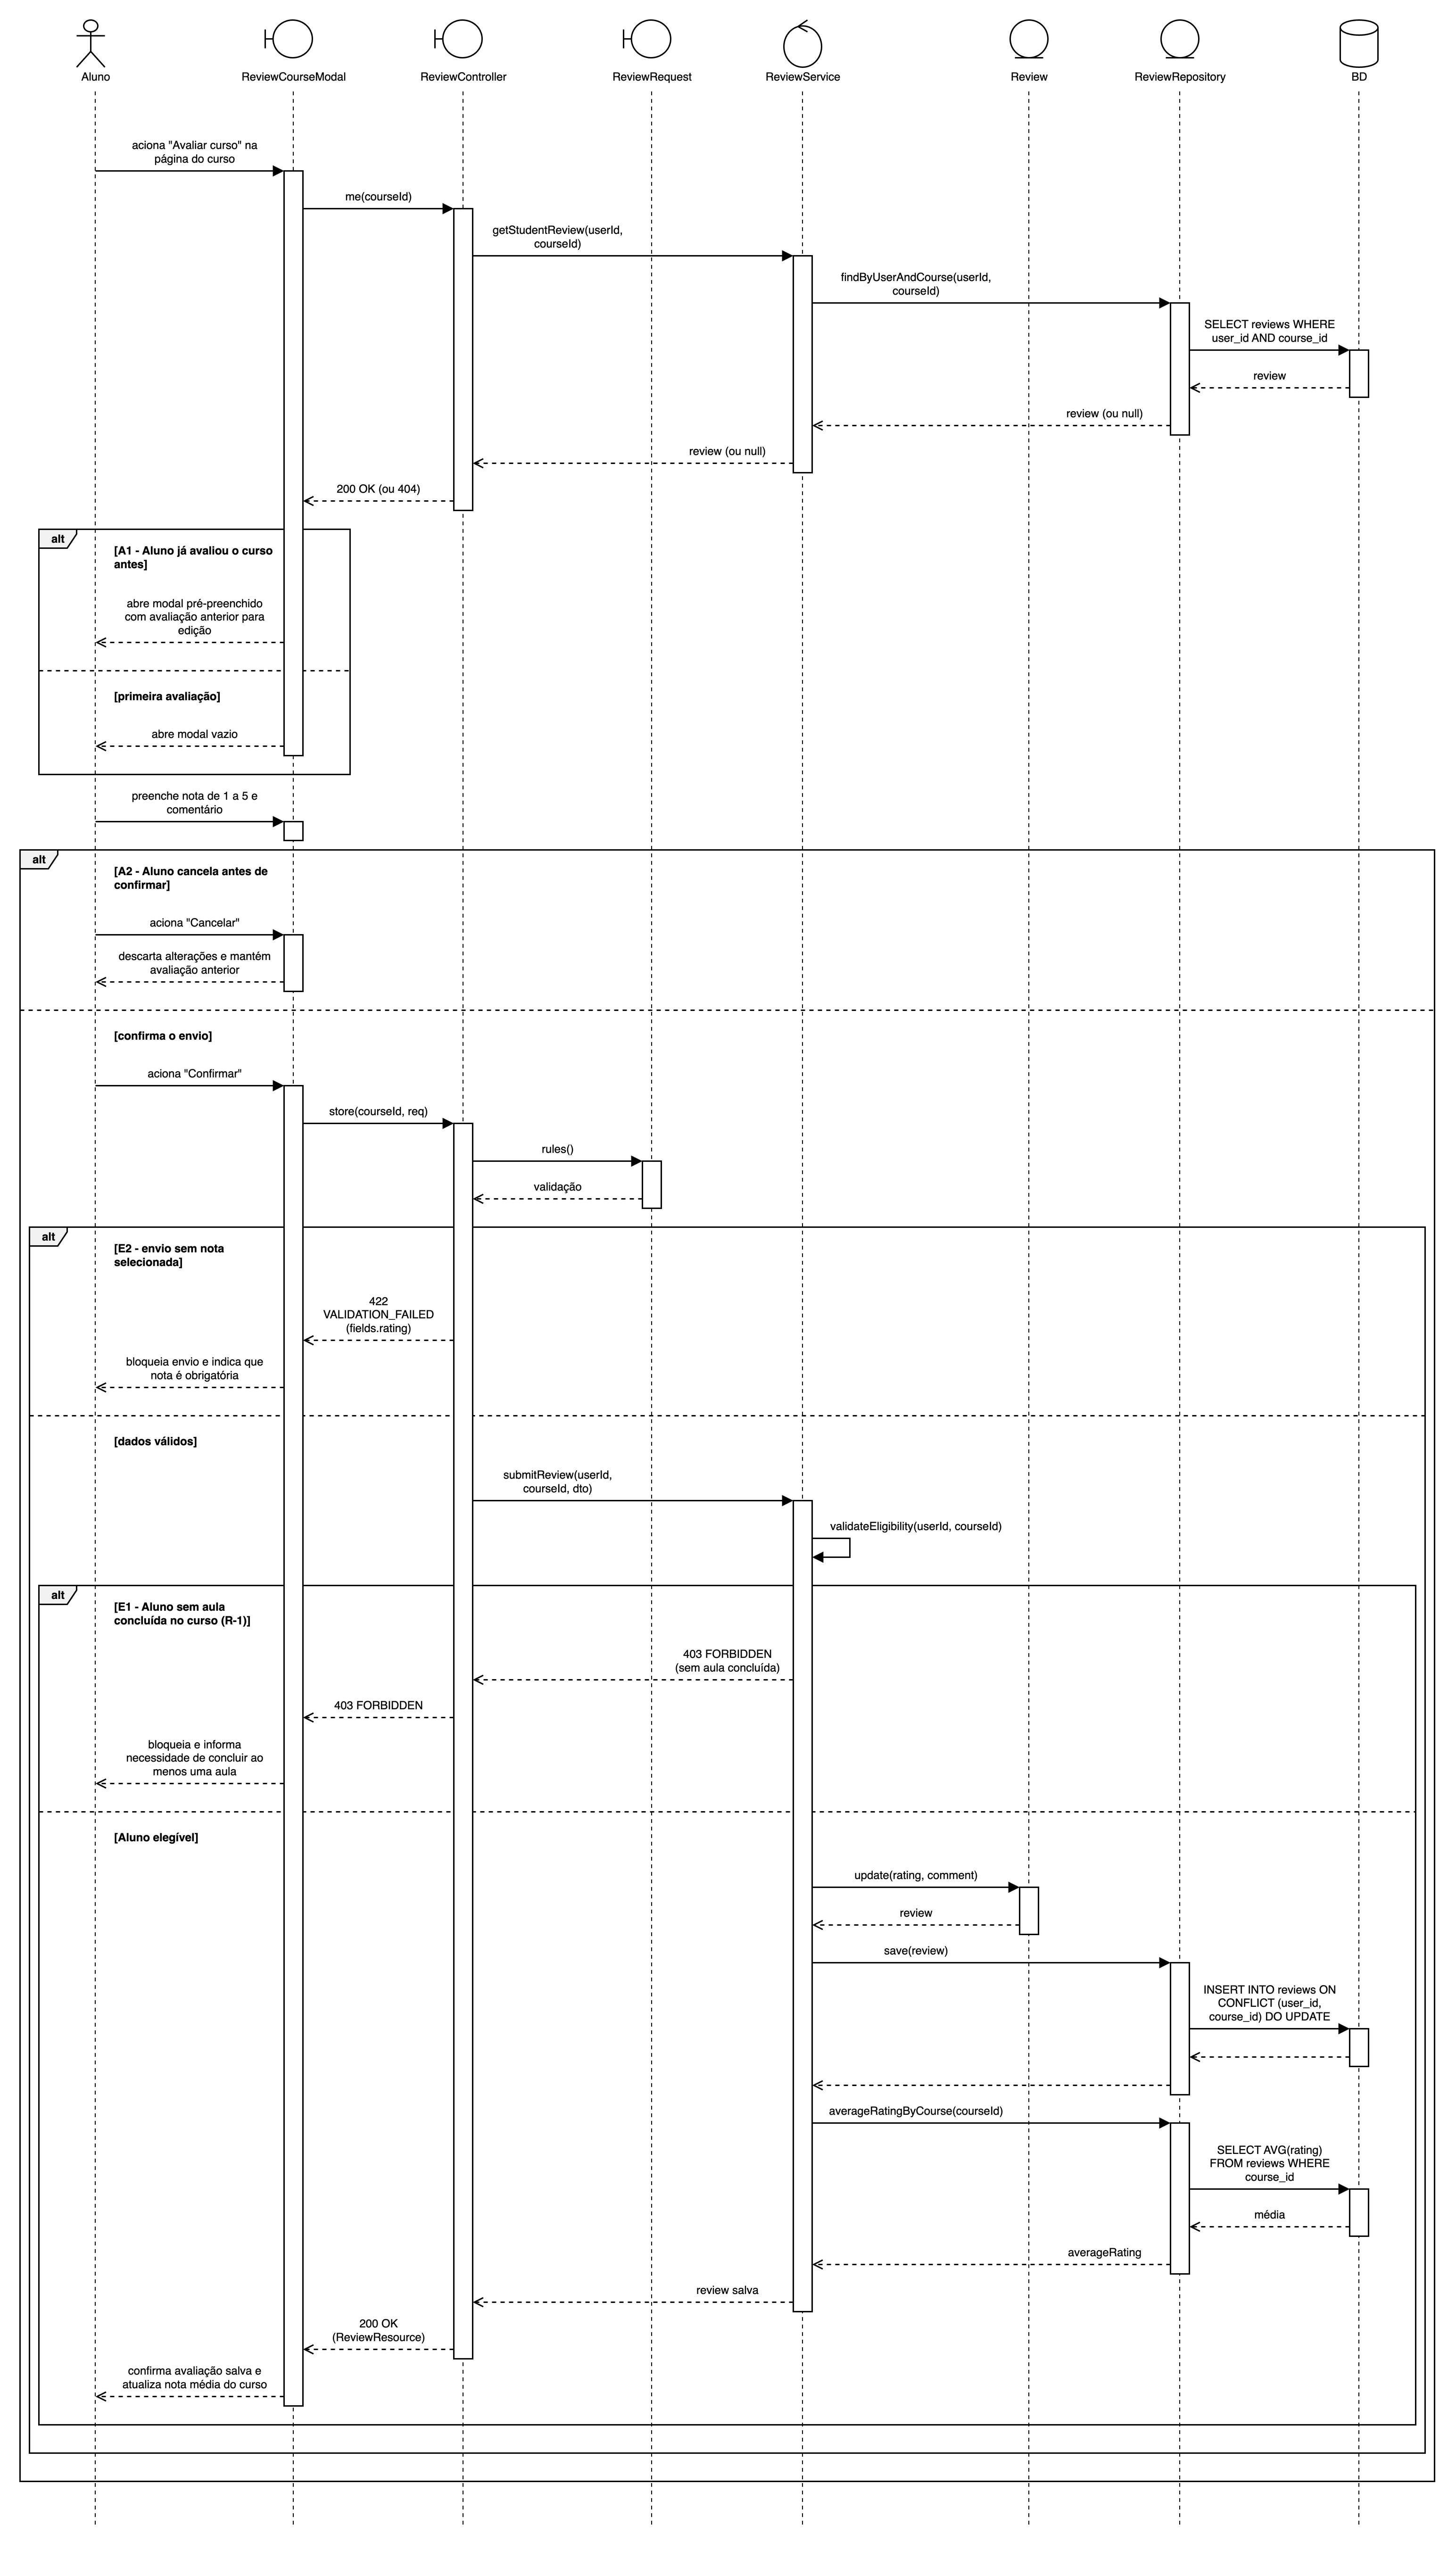 Aluno
ReviewCourseModal
ReviewController
ReviewRequest
ReviewService
Review
ReviewRepository
BD
aciona "Avaliar curso" na
página do curso
me(courseId)
getStudentReview(userId,
courseId)
findByUserAndCourse(userId,
courseId)
SELECT reviews WHERE
user_id AND course_id
review
review (ou null)
review (ou null)
200 OK (ou 404)
alt
[A1 - Aluno já avaliou o curso
antes]
abre modal pré-preenchido
com avaliação anterior para
edição
[primeira avaliação]
abre modal vazio
preenche nota de 1 a 5 e
comentário
alt
[A2 - Aluno cancela antes de
confirmar]
aciona "Cancelar"
descarta alterações e mantém
avaliação anterior
[confirma o envio]
aciona "Confirmar"
store(courseId, req)
rules()
validação
alt
[E2 - envio sem nota
selecionada]
422
VALIDATION_FAILED
(fields.rating)
bloqueia envio e indica que
nota é obrigatória
[dados válidos]
submitReview(userId,
courseId, dto)
validateEligibility(userId, courseId)
alt
[E1 - Aluno sem aula
concluída no curso (R-1)]
403 FORBIDDEN
(sem aula concluída)
403 FORBIDDEN
bloqueia e informa
necessidade de concluir ao
menos uma aula
[Aluno elegível]
update(rating, comment)
review
save(review)
INSERT INTO reviews ON
CONFLICT (user_id,
course_id) DO UPDATE
averageRatingByCourse(courseId)
SELECT AVG(rating)
FROM reviews WHERE
course_id
média
averageRating
review salva
200 OK
(ReviewResource)
confirma avaliação salva e
atualiza nota média do curso